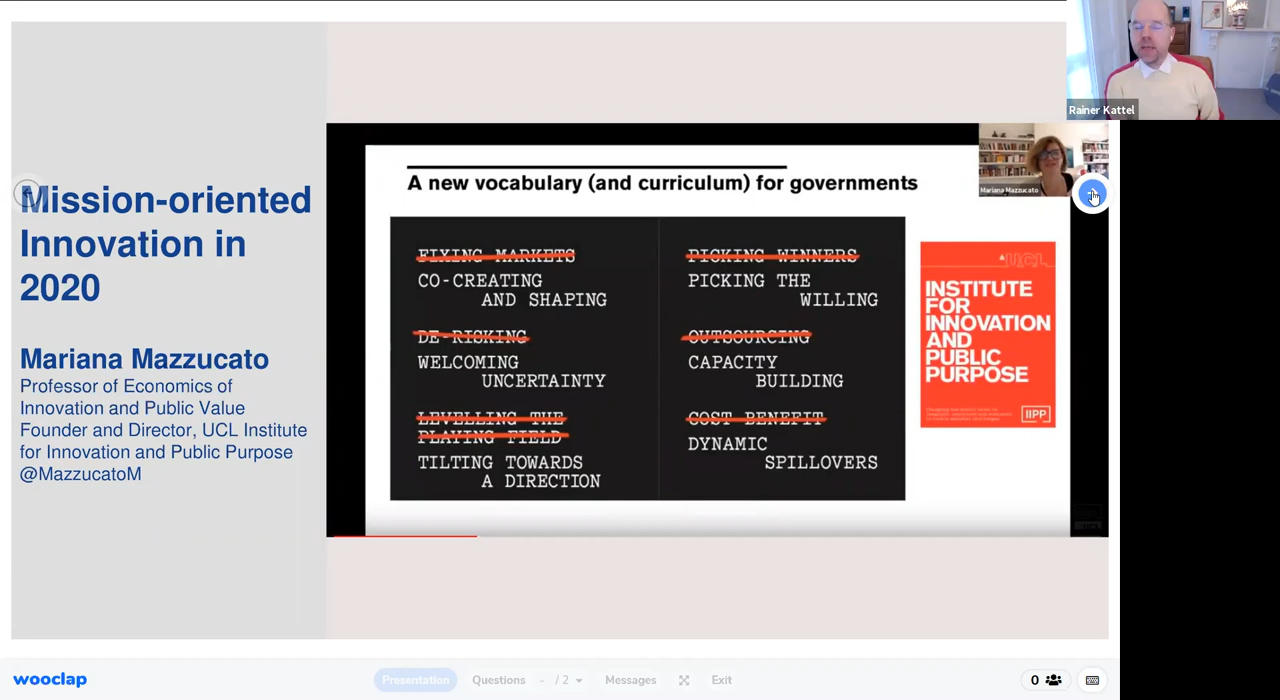 Rainer Kattel
Mission-oriented
Innovation in
2020
Mariana Mazzucato
Professor of Economics of
Innovation and Public Value
Founder and Director, UCL Institute
for Innovation and Public Purpose
@MazzucatoM
A new vocabulary (and curriculum) for governments
Mariana Mazzucato
FIXING MARKETS
CO-CREATING
AND SHAPING
DE-RISKING
WELCOMING
UNCERTAINTY
LEVELLING THE
PLAYING FIELD
TILTING TOWARDS
A DIRECTION
PICKING WINNERS
PICKING THE
WILLING
OUTSOURCING
CAPACITY
BUILDING
COST BENEFIT
DYNAMIC
SPILLOVERS
UCL
INSTITUTE
FOR
INNOVATION
AND
PUBLIC
PURPOSE
IIPP
wooclap
Presentation
Questions - / 2
Messages
Exit
0